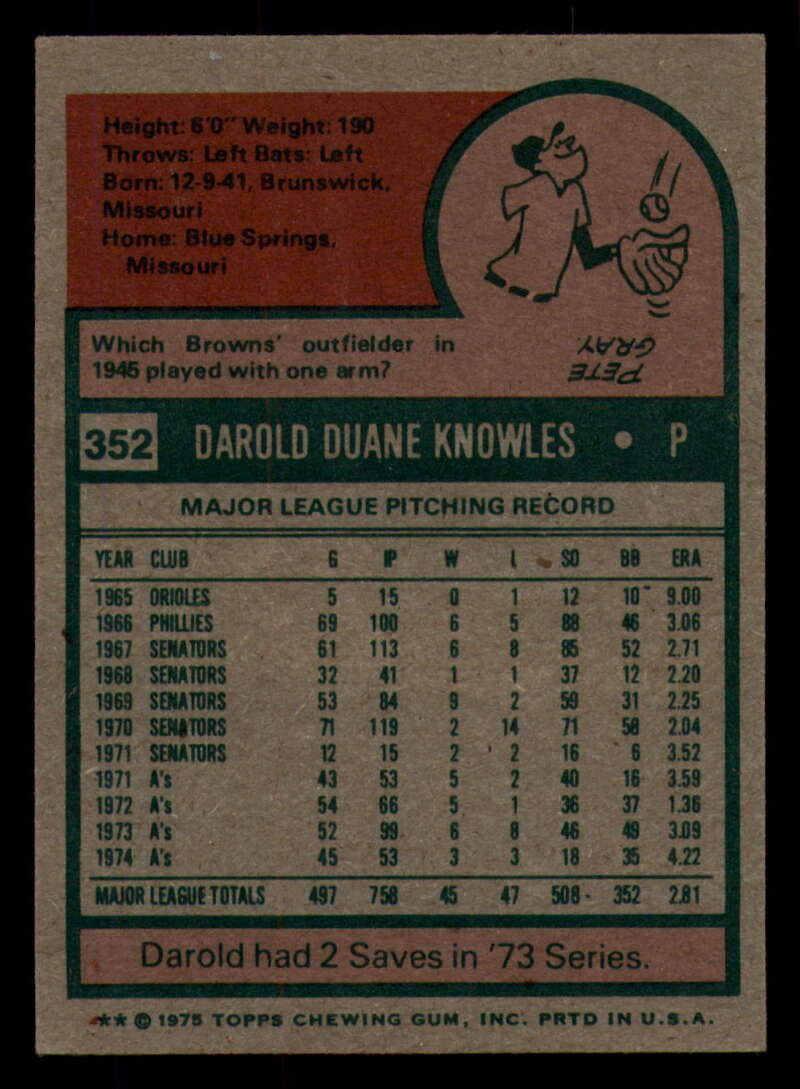 Height: 6'0" Weight: 190
Throws: Left Bats: Left
Born: 12-9-41, Brunswick,
Missouri
Home: Blue Springs,
Missouri
Which Browns' outfielder in
1945 played with one arm?
PETE
GRAY
352 DAROLD DUANE KNOWLES • P
MAJOR LEAGUE PITCHING RECORD
YEAR CLUB G IP W L SO BB ERA
1965 ORIOLES 5 15 0 1 12 10 9.00
1966 PHILLIES 69 100 6 5 88 46 3.06
1967 SENATORS 61 113 6 8 85 52 2.71
1968 SENATORS 32 41 1 1 37 12 2.20
1969 SENATORS 53 84 9 2 59 31 2.25
1970 SENATORS 71 119 2 14 71 58 2.04
1971 SENATORS 12 15 2 2 16 6 3.52
1971 A's 43 53 5 2 40 16 3.59
1972 A's 54 66 5 1 36 37 1.36
1973 A's 52 99 6 8 46 49 3.09
1974 A's 45 53 3 3 18 35 4.22
MAJOR LEAGUE TOTALS 497 758 45 47 508 352 2.81
Darold had 2 Saves in '73 Series.
** © 1975 TOPPS CHEWING GUM, INC. PRTD IN U.S.A.